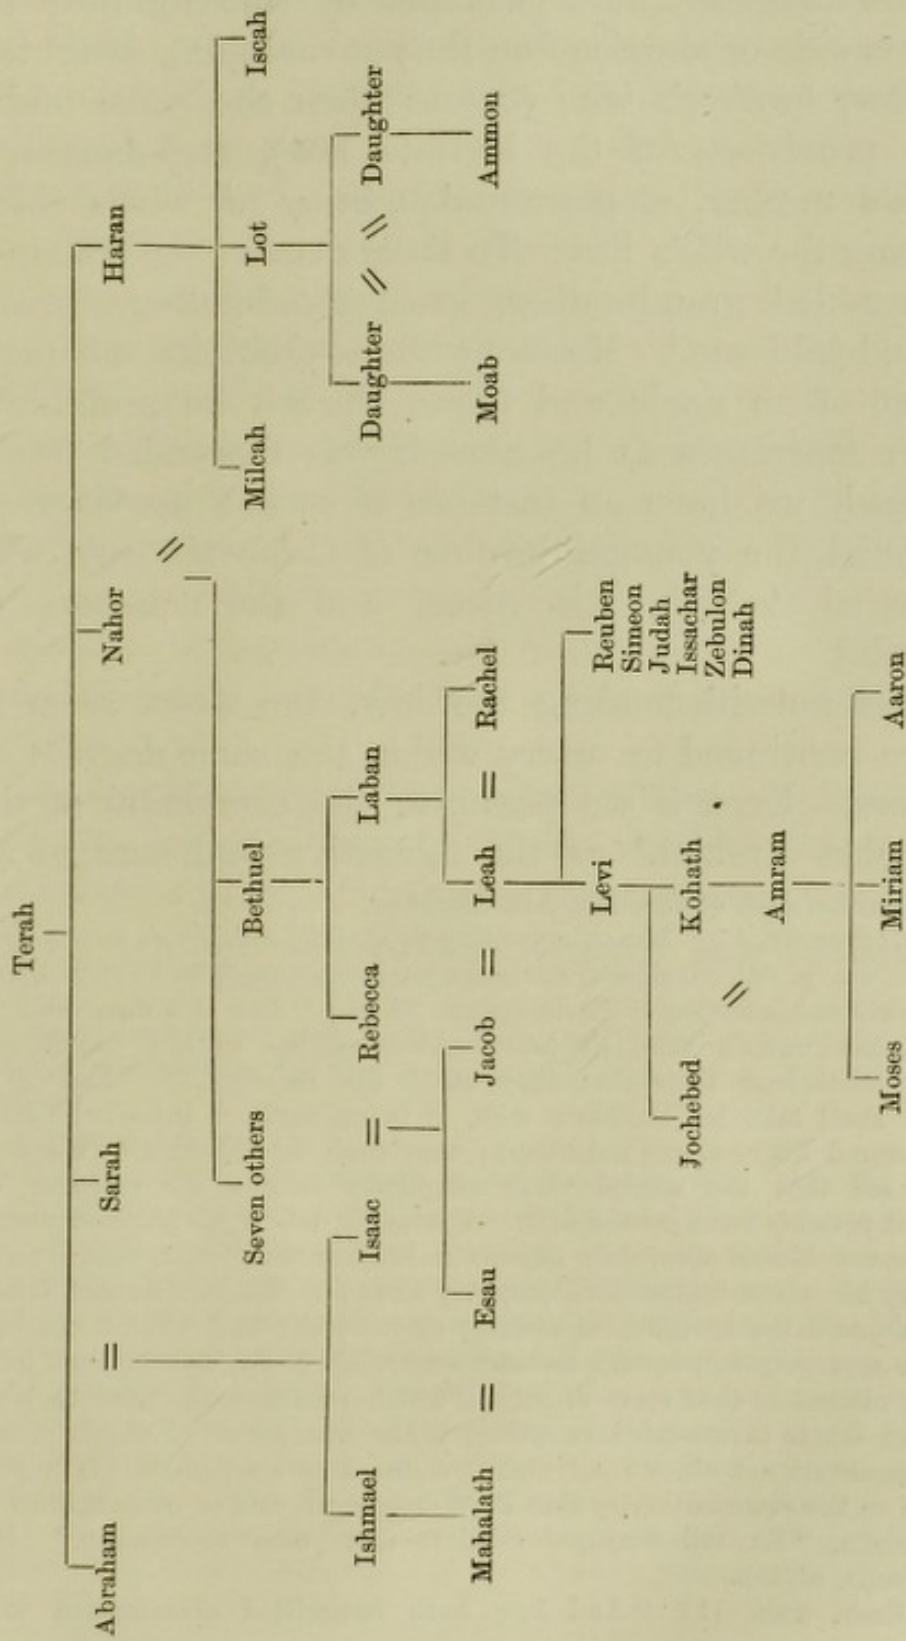 Terah
Abraham = Sarah Nahor Haran
//
Seven others Bethuel Milcah Lot Iscah
Ishmael Isaac = Rebecca Laban Daughter // // Daughter
Mahalath = Esau Jacob = Leah = Rachel Moab Ammon
Levi Reuben
Simeon
Judah
Issachar
Zebulon
Dinah
Jochebed // Kohath
Amram
Moses Miriam Aaron